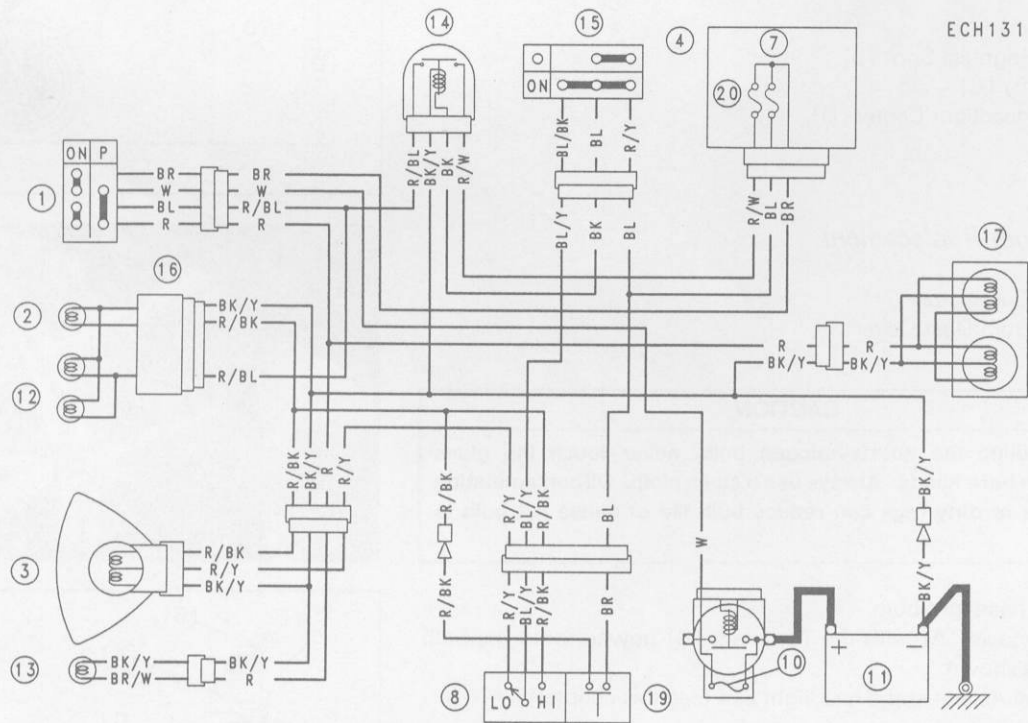 ECH131
14
15
4
7
20
ON
BL/BK
BL
R/Y
ON P
1
BR
W
BL
R
BR
W
R/BL
R
R/BL
BK/Y
BK
R/W
BL/Y
BK
BL
R/W
BL
BR
17
16
2
BK/Y
R/BK
R/BL
12
R
BK/Y
R
BK/Y
R/BK
BK/Y
R
R/Y
R/BK
R/Y
BK/Y
R/BK
BL
W
BK/Y
3
R/BK
R/Y
BK/Y
R/BK
R/Y
BL/Y
R/BK
BR
BK/Y
13
BK/Y
BR/W
BK/Y
R
8
LO HI
19
10
+
-
11